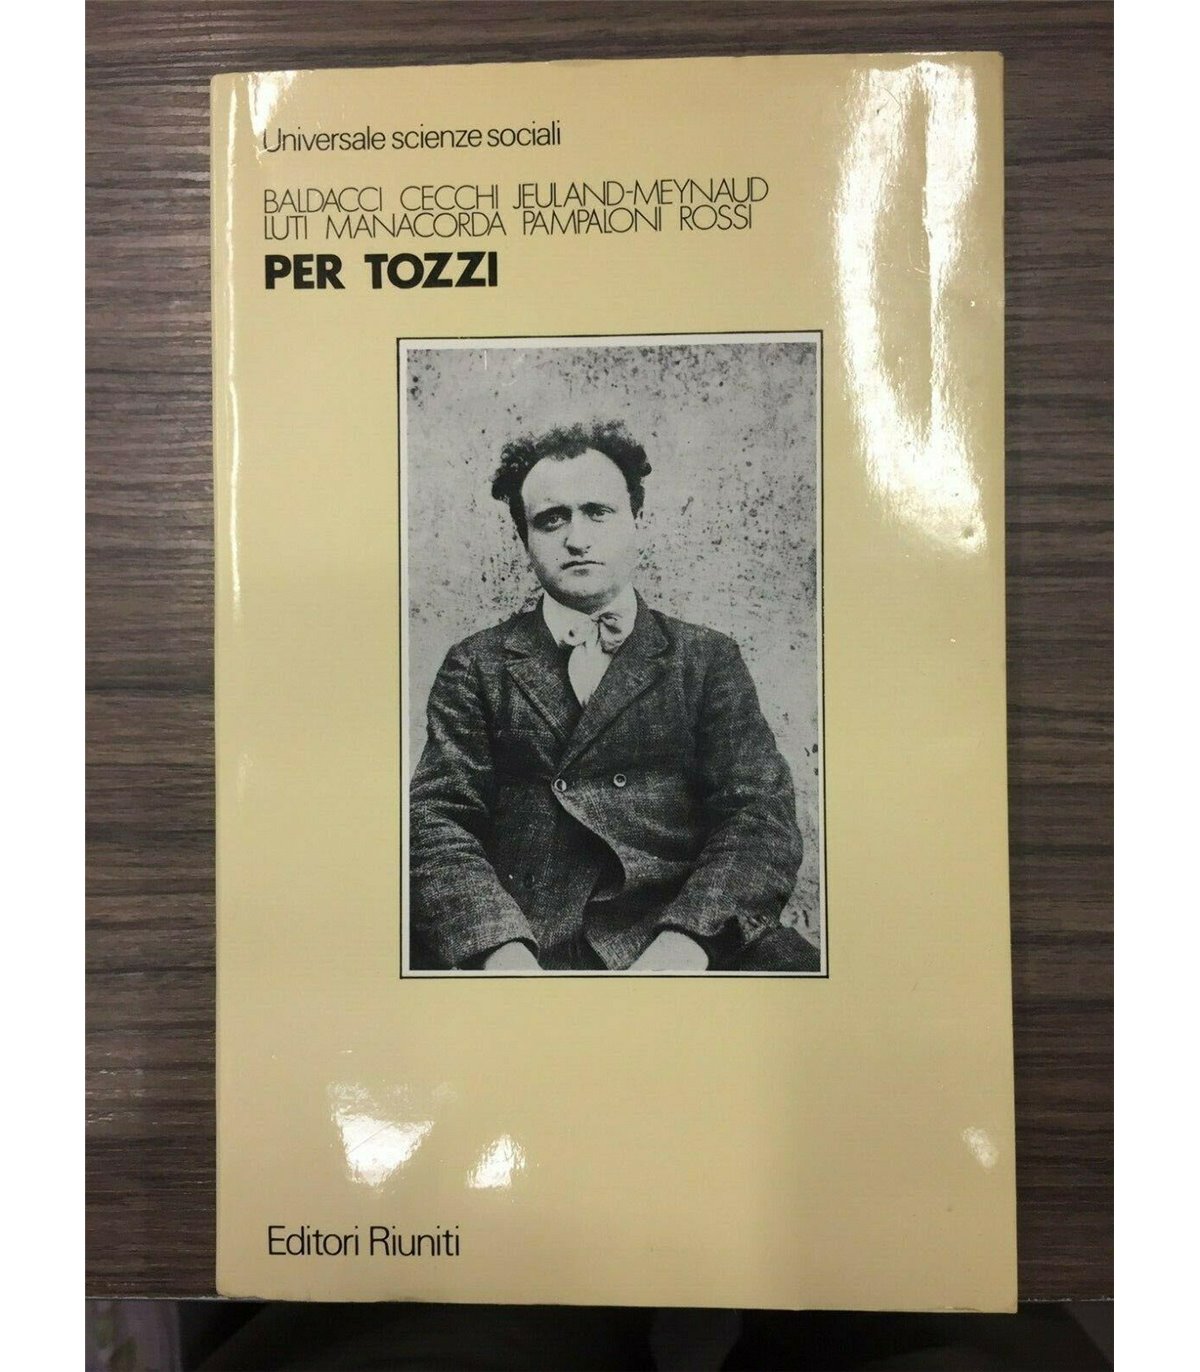 Universale scienze sociali
BALDACCI CECCHI JEULAND-MEYNAUD
LUTI MANACORDA PAMPALONI ROSSI
PER TOZZI
Editori Riuniti